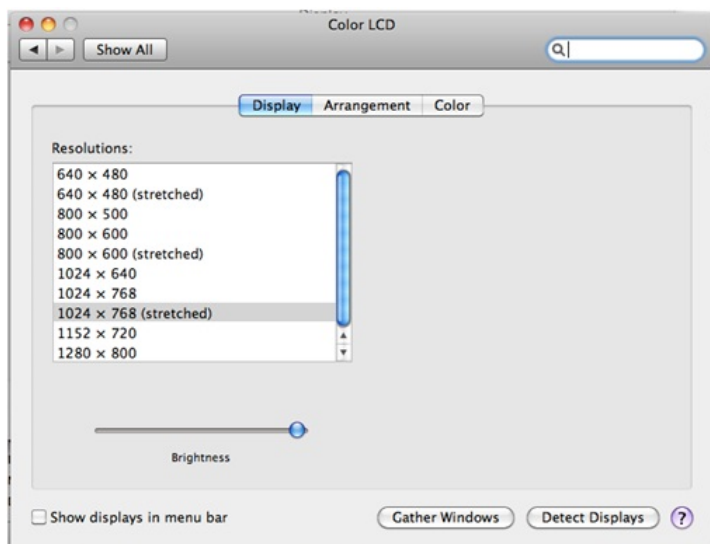 Color LCD
Show All
Display Arrangement Color
Resolutions:
640 × 480
640 × 480 (stretched)
800 × 500
800 × 600
800 × 600 (stretched)
1024 × 640
1024 × 768
1024 × 768 (stretched)
1152 × 720
1280 × 800
Brightness
Show displays in menu bar Gather Windows Detect Displays ?